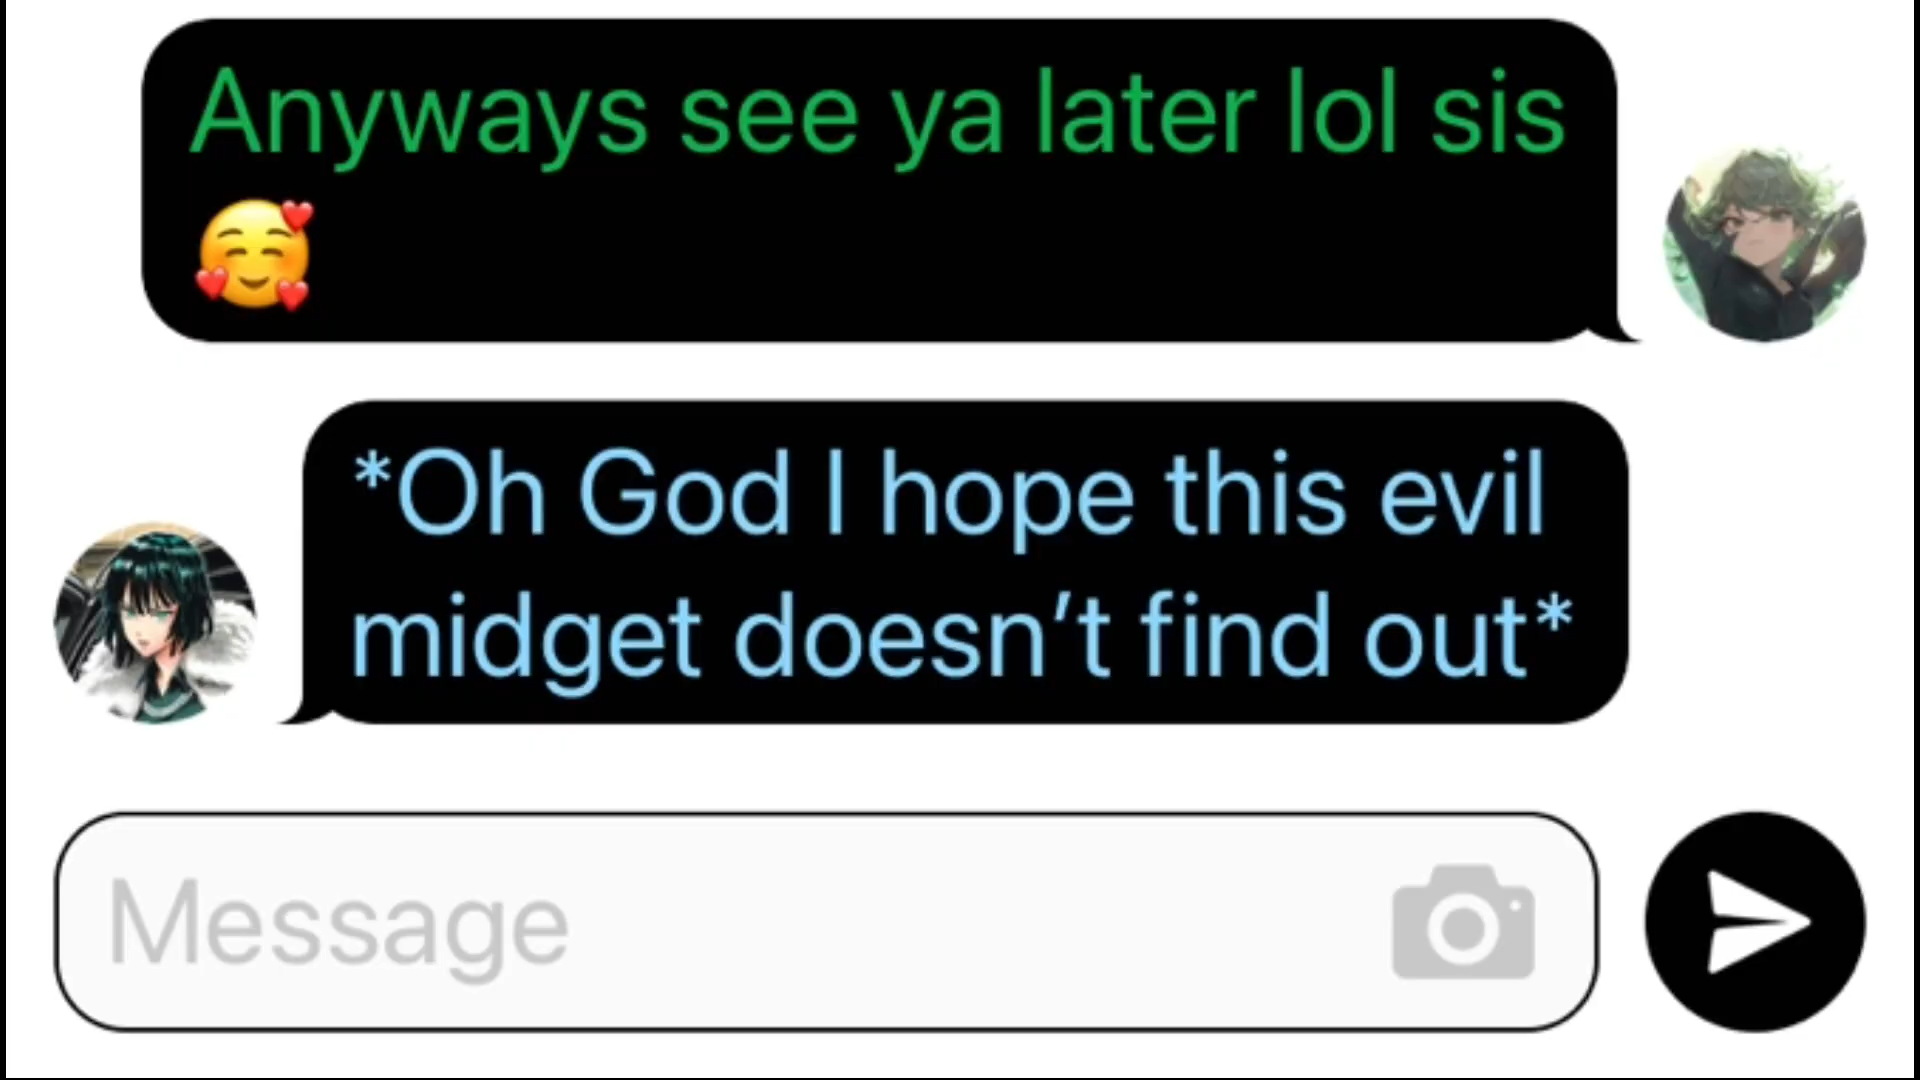 Anyways see ya later lol sis
🥰
*Oh God I hope this evil
midget doesn’t find out*
Message